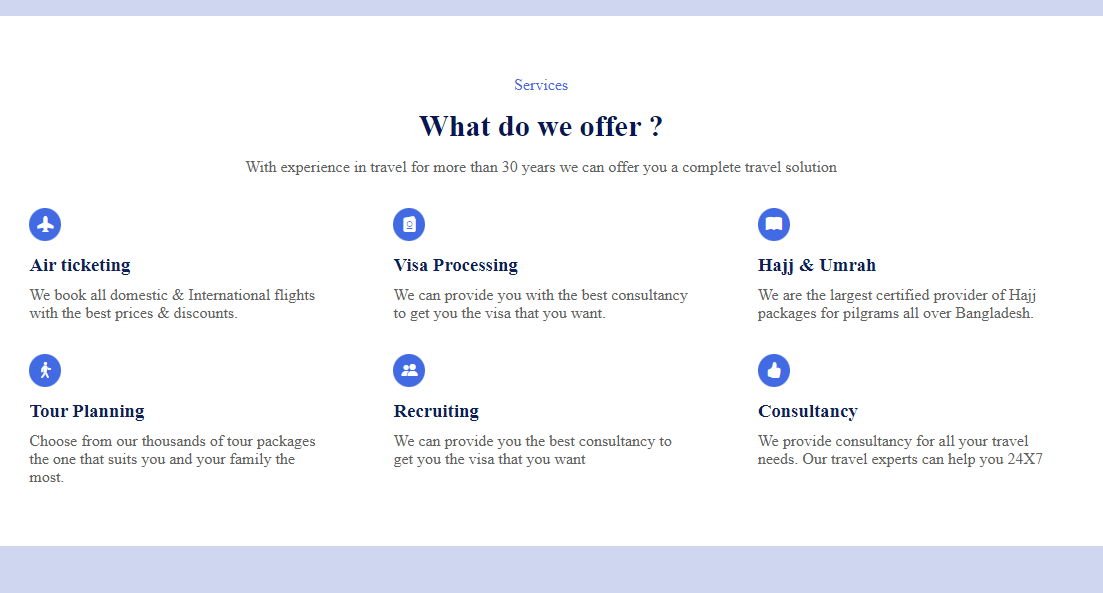 Services
What do we offer ?
With experience in travel for more than 30 years we can offer you a complete travel solution
Air ticketing
We book all domestic & International flights
with the best prices & discounts.
Visa Processing
We can provide you with the best consultancy
to get you the visa that you want.
Hajj & Umrah
We are the largest certified provider of Hajj
packages for pilgrams all over Bangladesh.
Tour Planning
Choose from our thousands of tour packages
the one that suits you and your family the
most.
Recruiting
We can provide you the best consultancy to
get you the visa that you want
Consultancy
We provide consultancy for all your travel
needs. Our travel experts can help you 24X7